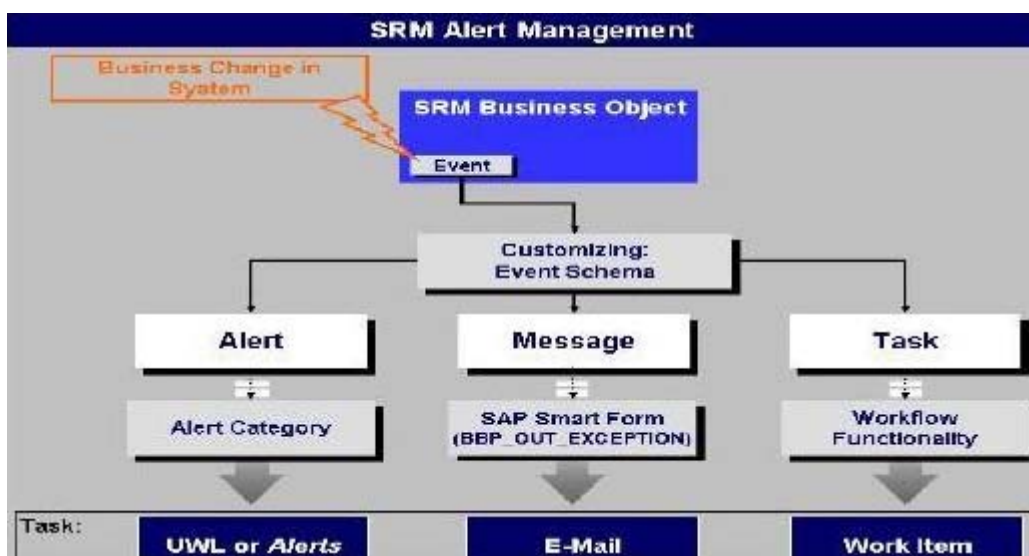 SRM Alert Management
Business Change in
System
SRM Business Object
Event
Customizing:
Event Schema
Alert
Message
Task
Alert Category
SAP Smart Form
(BBP_OUT_EXCEPTION)
Workflow
Functionality
Task:
UWL or Alerts
E-Mail
Work Item